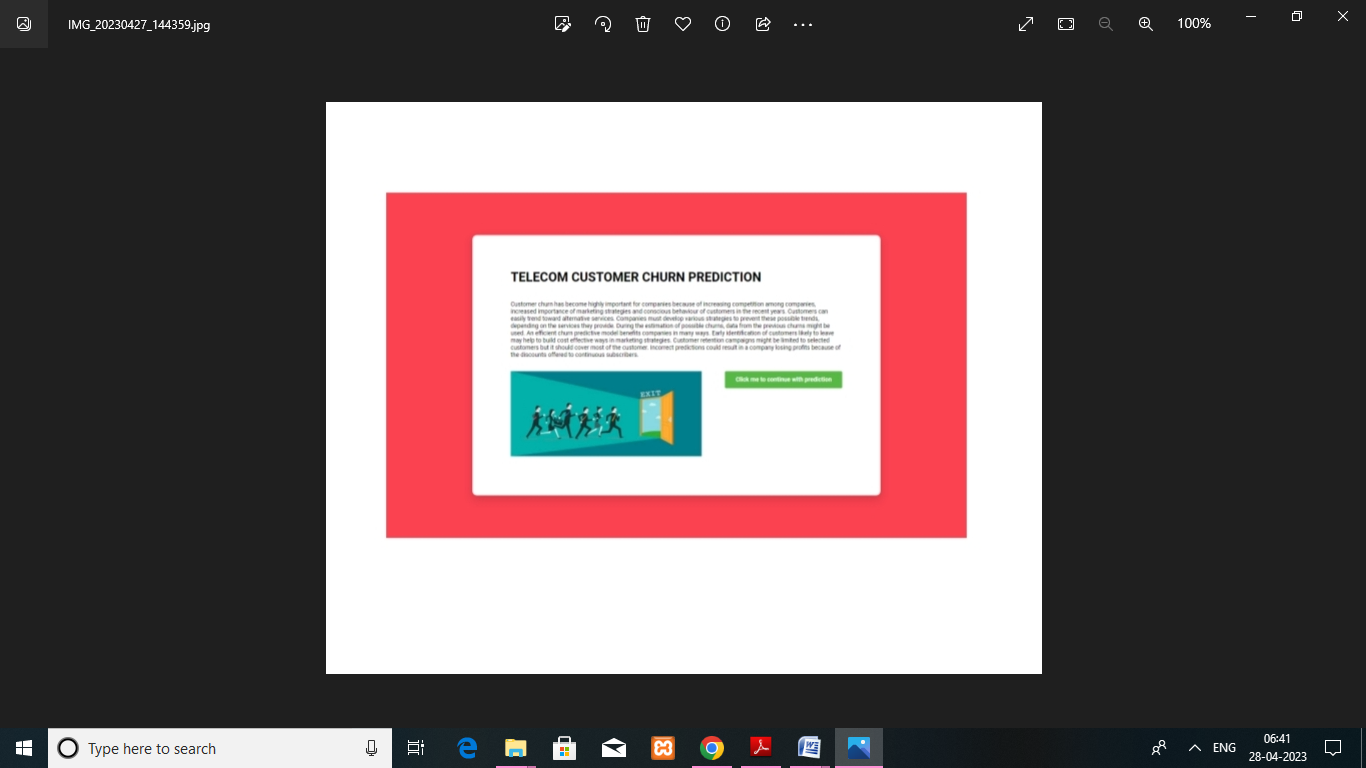 IMG_20230427_144359.jpg
100%
TELECOM CUSTOMER CHURN PREDICTION
Customer churn has become highly important for companies because of increasing competition among companies,
increased importance of marketing strategies and conscious behaviour of customers in the recent years. Customers can
easily trend toward alternative services. Companies must develop various strategies to prevent these possible trends,
depending on the services they provide. During the estimation of possible churns, data from the previous churns might be
used. An efficient churn predictive model benefits companies in many ways. Early identification of customers likely to leave
may help to build cost effective ways in marketing strategies. Customer retention campaigns might be limited to selected
customers but it should cover most of the customer. Incorrect predictions could result in a company losing profits because of
the discounts offered to continuous subscribers.
EXIT
Click me to continue with prediction
Type here to search
ENG
06:41
28-04-2023